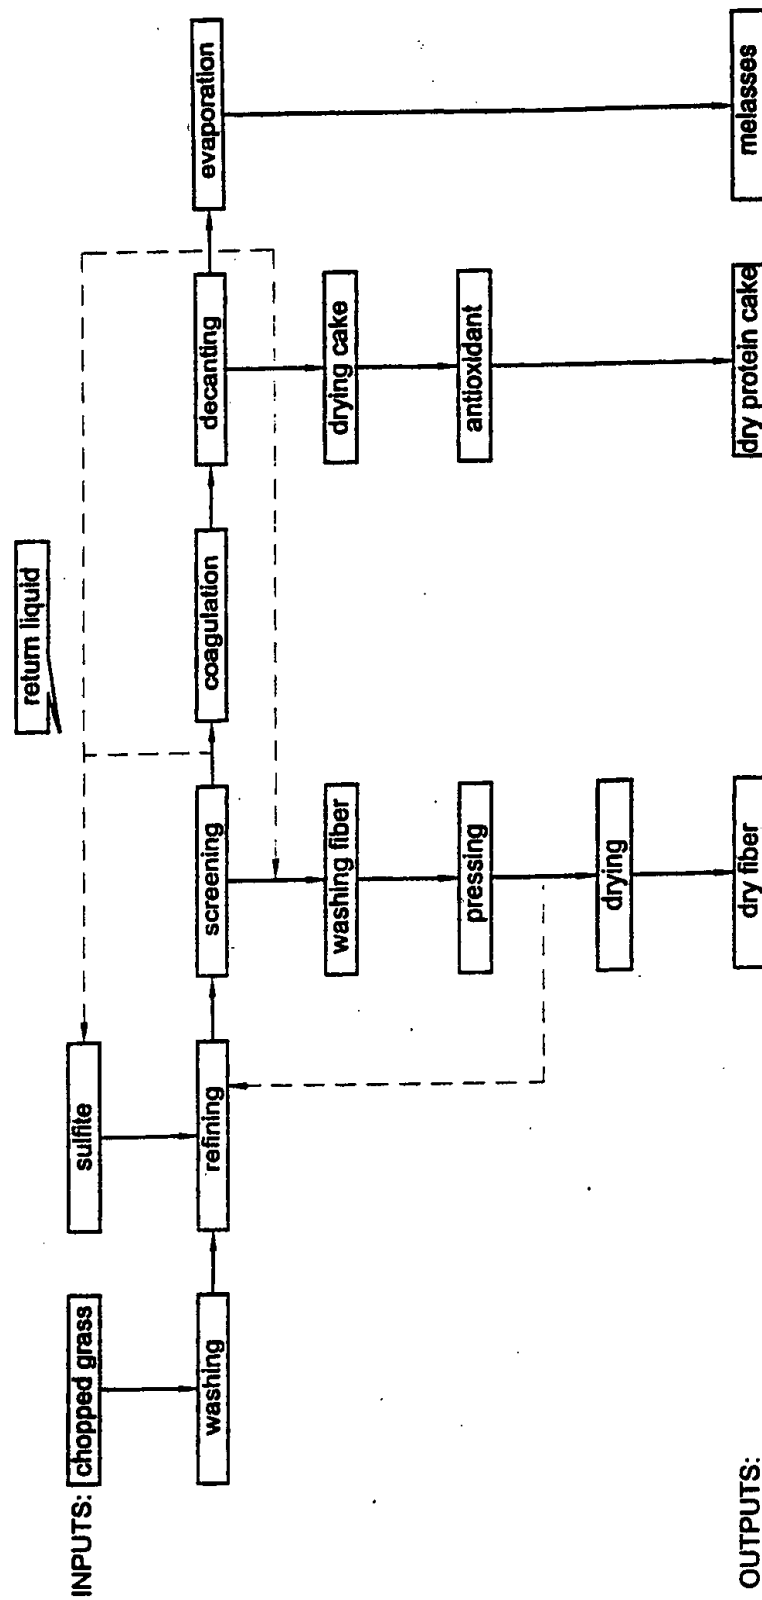 return liquid
INPUTS:
chopped grass
sulfite
washing
refining
screening
coagulation
decanting
evaporation
washing fiber
drying cake
pressing
antioxidant
drying
OUTPUTS:
dry fiber
dry protein cake
melasses